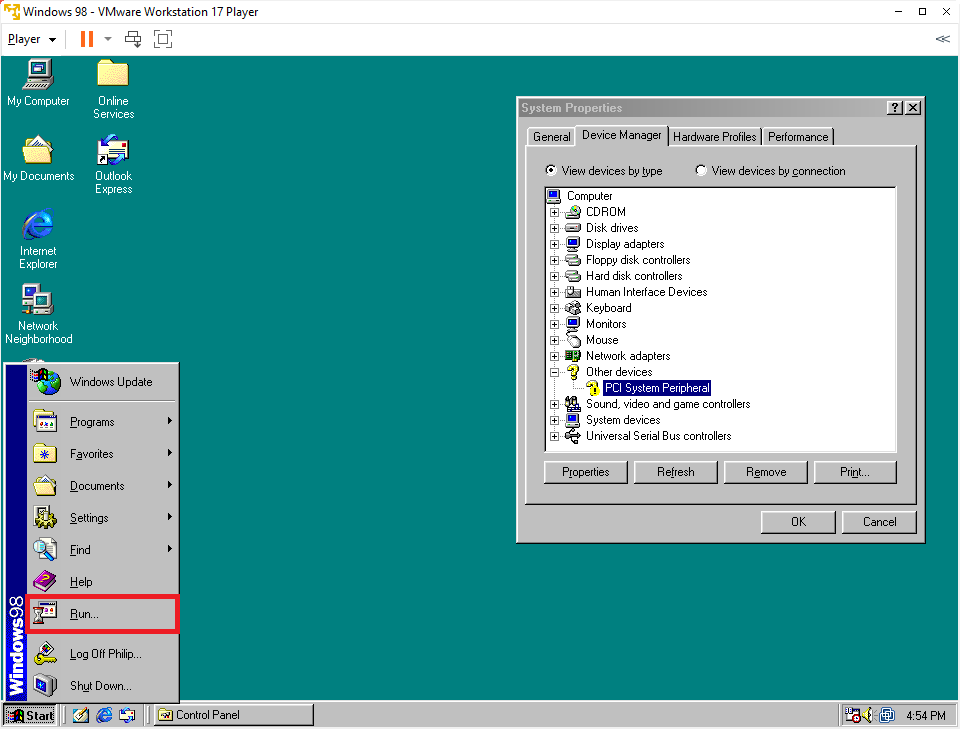 Windows 98 - VMware Workstation 17 Player
Player
My Computer
Online
Services
My Documents
Outlook
Express
Internet
Explorer
Network
Neighborhood
Windows Update
Programs
Favorites
Documents
Settings
Find
Help
Run...
Log Off Philip...
Shut Down...
Windows98
System Properties
General
Device Manager
Hardware Profiles
Performance
View devices by type
View devices by connection
Computer
CDROM
Disk drives
Display adapters
Floppy disk controllers
Hard disk controllers
Human Interface Devices
Keyboard
Monitors
Mouse
Network adapters
Other devices
PCI System Peripheral
Sound, video and game controllers
System devices
Universal Serial Bus controllers
Properties
Refresh
Remove
Print...
OK
Cancel
Start
Control Panel
4:54 PM